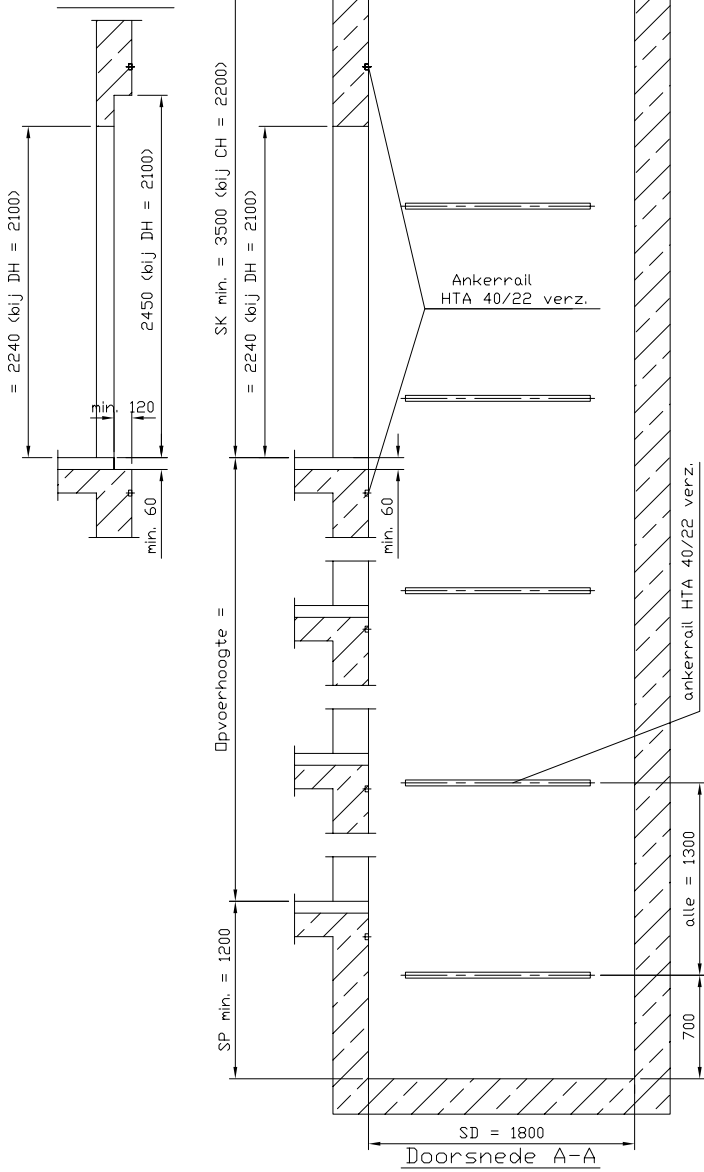 = 2240 (bij DH = 2100)
2450 (bij DH = 2100)
min. 120
min. 60
SK min. = 3500 (bij CH = 2200)
= 2240 (bij DH = 2100)
min. 60
Ankerrail
HTA 40/22 verz.
ankerrail HTA 40/22 verz.
Opvoerhoogte =
SP min. = 1200
alle = 1300
700
SD = 1800
Doorsnede A-A